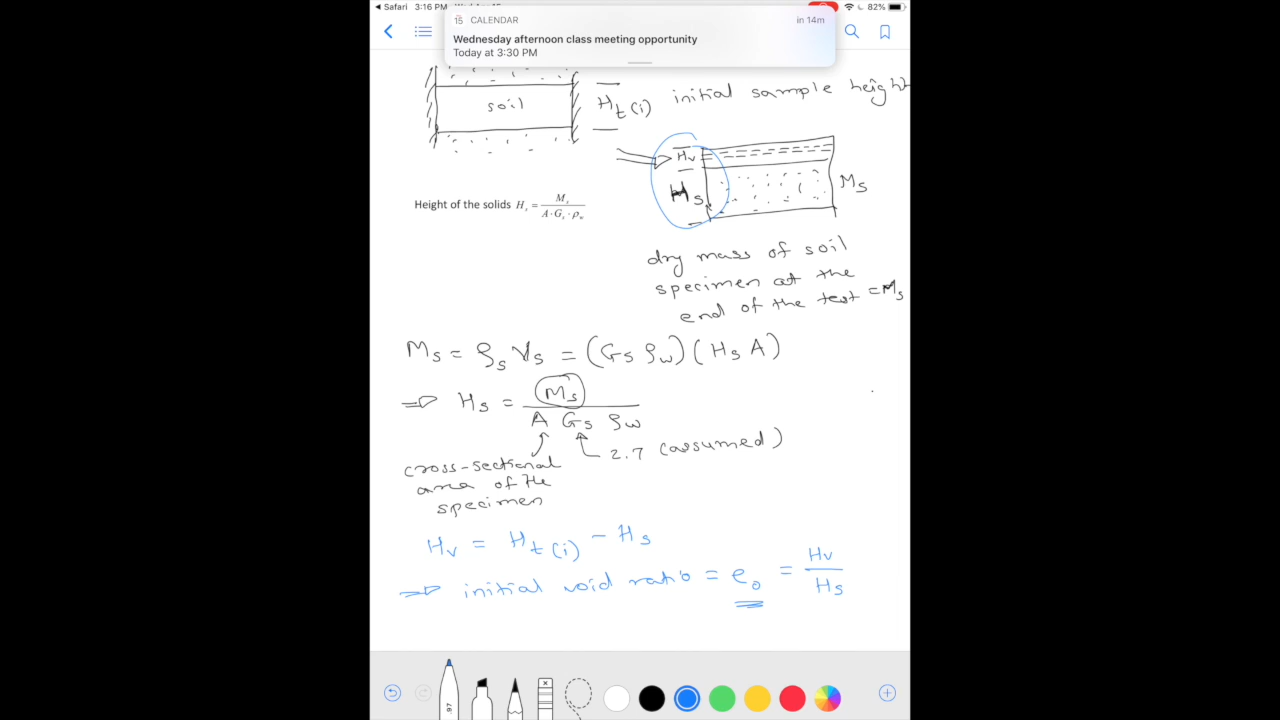 Safari 3:16 PM
82%
15 CALENDAR in 14m
Wednesday afternoon class meeting opportunity
Today at 3:30 PM
soil
Ht(i) initial sample height
Hv
Hs
Ms
Height of the solids Hs = Ms / A·Gs·ρw
dry mass of soil
specimen at the
end of the test = Ms
Ms = ρs Vs = (Gs ρw) (Hs A)
⇒ Hs = Ms / A Gs ρw
2.7 (assumed)
cross-sectional
area of the
specimen
Hv = Ht(i) - Hs
⇒ initial void ratio = e0 = Hv / Hs
.97